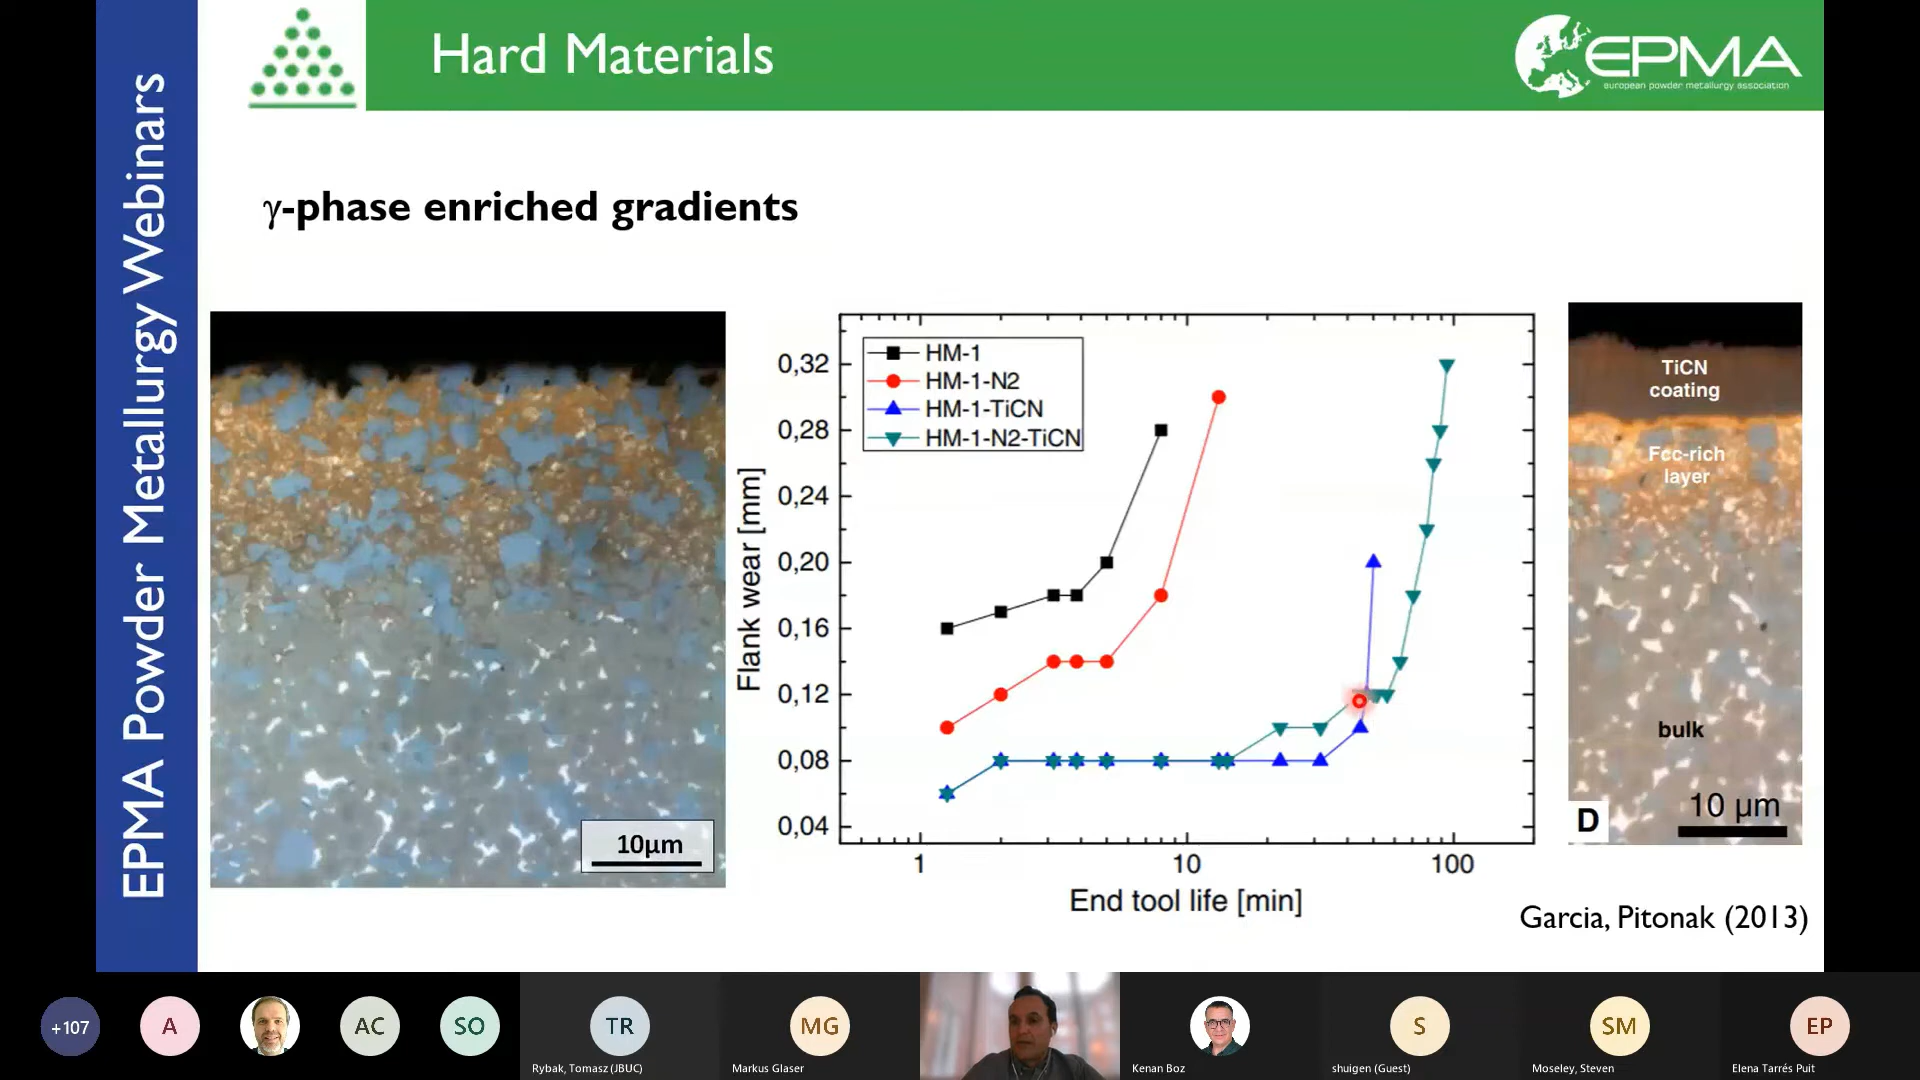 EPMA Powder Metallurgy Webinars
Hard Materials
EPMA
european powder metallurgy association
γ-phase enriched gradients
10µm
HM-1
HM-1-N2
HM-1-TiCN
HM-1-N2-TiCN
Flank wear [mm]
0,32
0,28
0,24
0,20
0,16
0,12
0,08
0,04
1
10
100
End tool life [min]
TiCN
coating
Fcc-rich
layer
bulk
D
10 µm
Garcia, Pitonak (2013)
+107
A
AC
SO
TR
Rybak, Tomasz (JBUC)
MG
Markus Glaser
Kenan Boz
S
shuigen (Guest)
SM
Moseley, Steven
EP
Elena Tarrés Puit